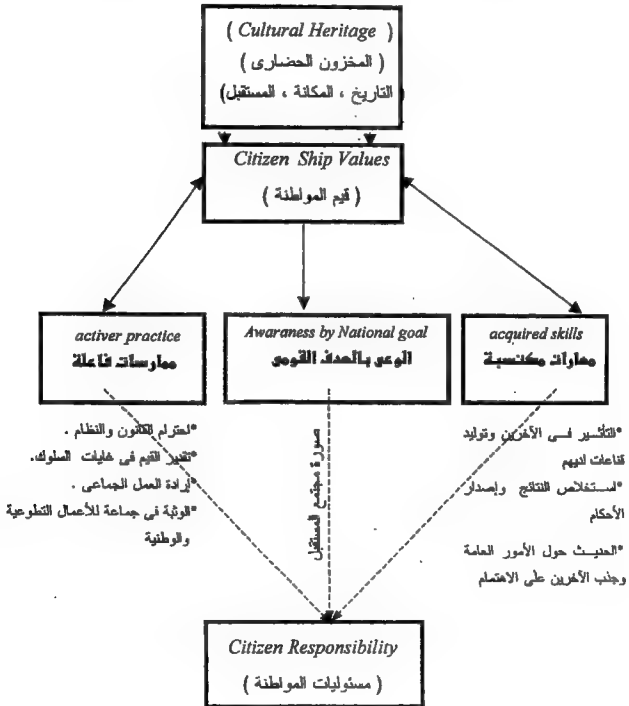 ( Cultural Heritage )
( المخزون الحضارى )
(التاريخ ، المكانة ، المستقبل)
Citizen Ship Values
( قيم المواطنة )
activer practice
ممارسات فاعلة
Awaraness by National goal
الوعى بالهدف القومى
acquired skills
مهارات مكتسبة
*احترام القانون والنظام .
*تقدير القيم فى غايات السلوك.
*إرادة العمل الجماعى .
*الوثبة فى جماعة للأعمال التطوعية
والوطنية
صورة مجتمع المستقبل
*التأثير فى الآخرين وتوليد
قناعات لديهم
*استخلاص النتائج وإصدار
الأحكام
*الحديث حول الأمور العامة
وجذب الآخرين على الاهتمام
Citizen Responsibility
( مسئوليات المواطنة )